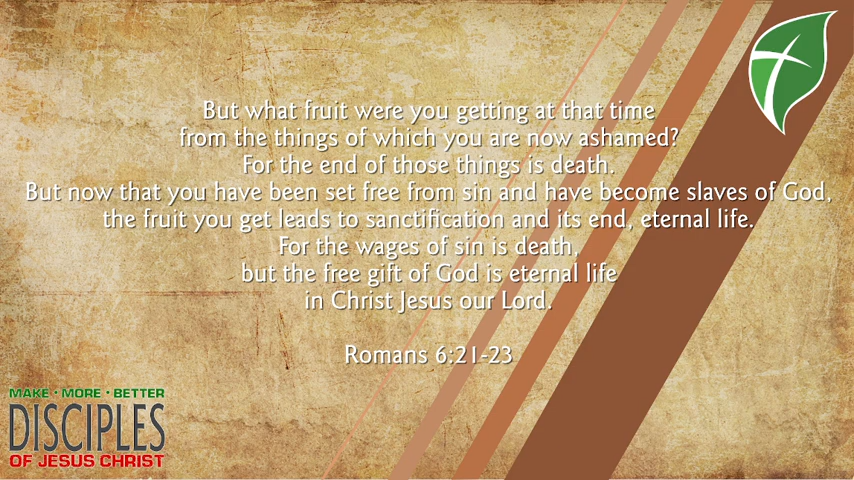 But what fruit were you getting at that time
from the things of which you are now ashamed?
For the end of those things is death.
But now that you have been set free from sin and have become slaves of God,
the fruit you get leads to sanctification and its end, eternal life.
For the wages of sin is death,
but the free gift of God is eternal life
in Christ Jesus our Lord.
Romans 6:21-23
MAKE · MORE · BETTER
DISCIPLES
OF JESUS CHRIST